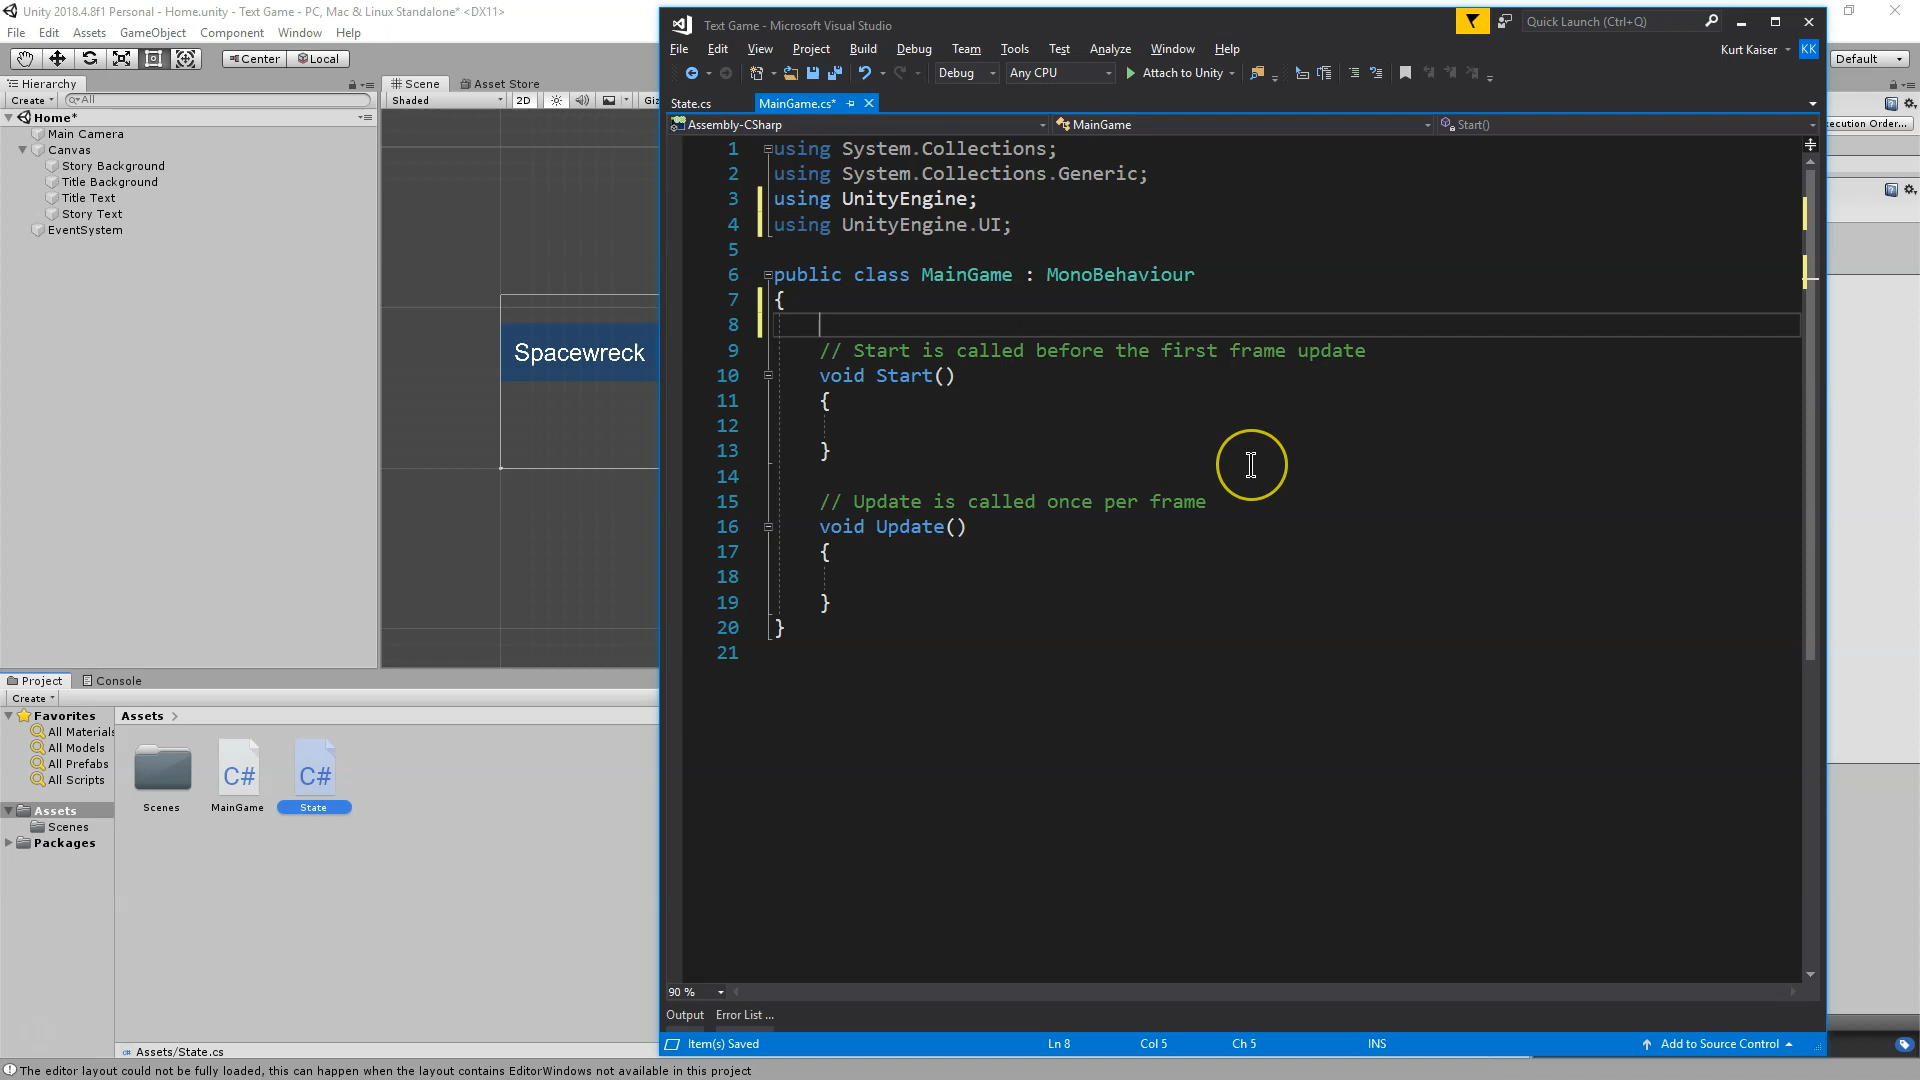 Unity 2018.4.8f1 Personal - Home.unity - Text Game - PC, Mac & Linux Standalone* <DX11>
File Edit Assets GameObject Component Window Help
Center Local
Default
Hierarchy
Create All
Home*
Main Camera
Canvas
Story Background
Title Background
Title Text
Story Text
EventSystem
Scene Asset Store
Shaded 2D Giz
Spacewreck
Text Game - Microsoft Visual Studio
Quick Launch (Ctrl+Q)
File Edit View Project Build Debug Team Tools Test Analyze Window Help
Kurt Kaiser KK
Debug Any CPU Attach to Unity
State.cs MainGame.cs*
Assembly-CSharp MainGame Start()
ecution Order...
1 using System.Collections;
2 using System.Collections.Generic;
3 using UnityEngine;
4 using UnityEngine.UI;
5
6 public class MainGame : MonoBehaviour
7 {
8
9 // Start is called before the first frame update
10 void Start()
11 {
12
13 }
14
15 // Update is called once per frame
16 void Update()
17 {
18
19 }
20 }
21
90 %
Output Error List ...
Item(s) Saved Ln 8 Col 5 Ch 5 INS Add to Source Control
Project Console
Create
Favorites
All Materials
All Models
All Prefabs
All Scripts
Assets
Scenes
Packages
Assets
Scenes MainGame State
C# C#
Assets/State.cs
The editor layout could not be fully loaded, this can happen when the layout contains EditorWindows not available in this project